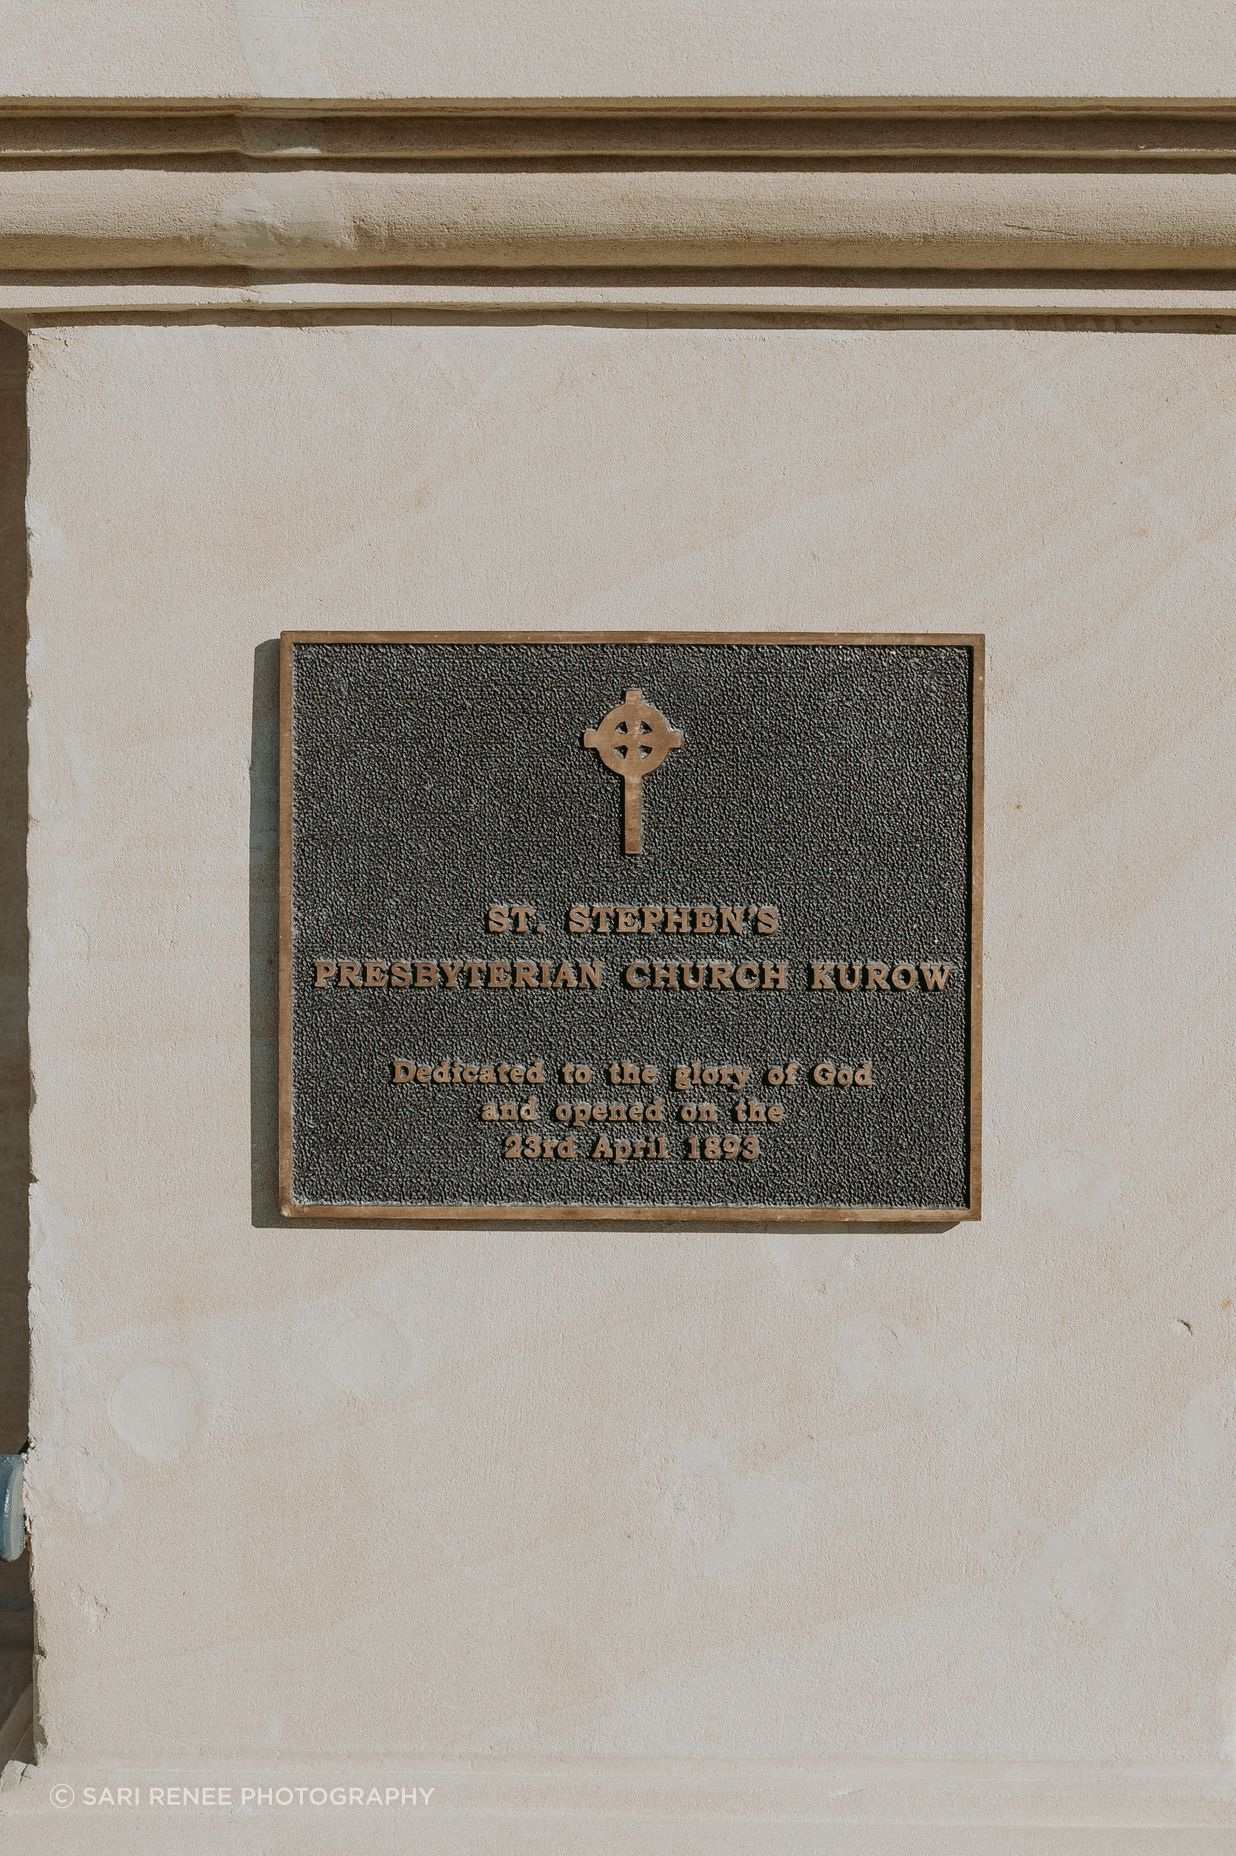 ST. STEPHEN'S
PRESBYTERIAN CHURCH KUROW
Dedicated to the glory of God
and opened on the
23rd April 1893
© SARI RENEE PHOTOGRAPHY